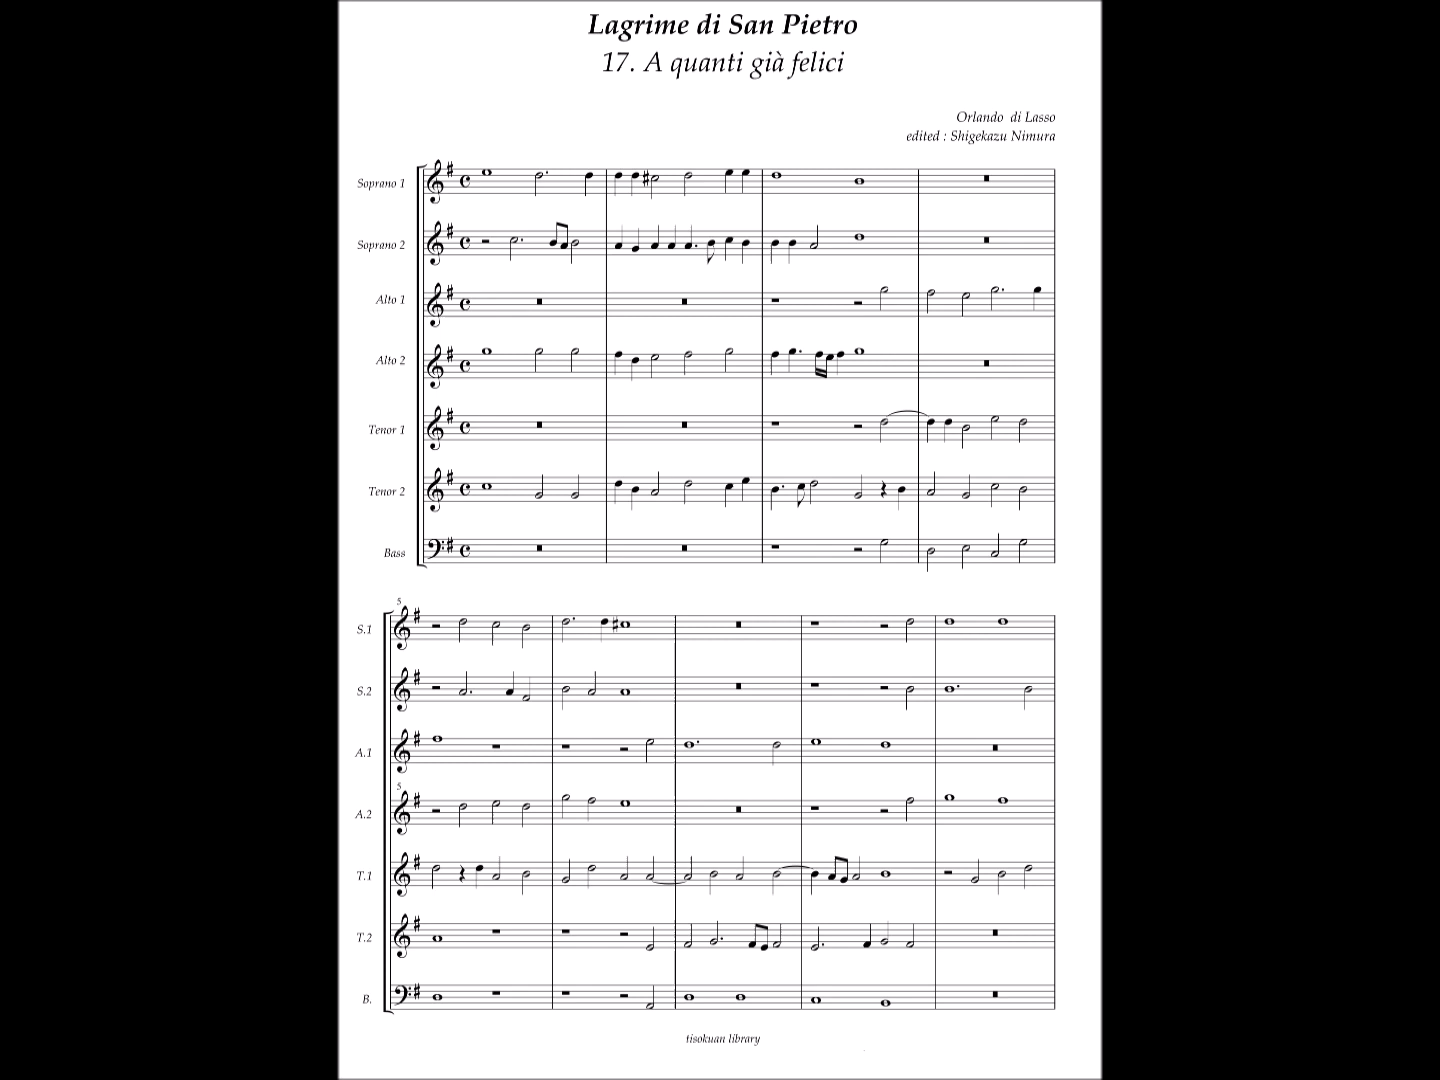 Lagrime di San Pietro
17. A quanti già felici
Orlando di Lasso
edited : Shigekazu Nimura
Soprano 1
Soprano 2
Alto 1
Alto 2
Tenor 1
Tenor 2
Bass
5
S.1
S.2
A.1
5
A.2
T.1
T.2
B.
tisokuan library